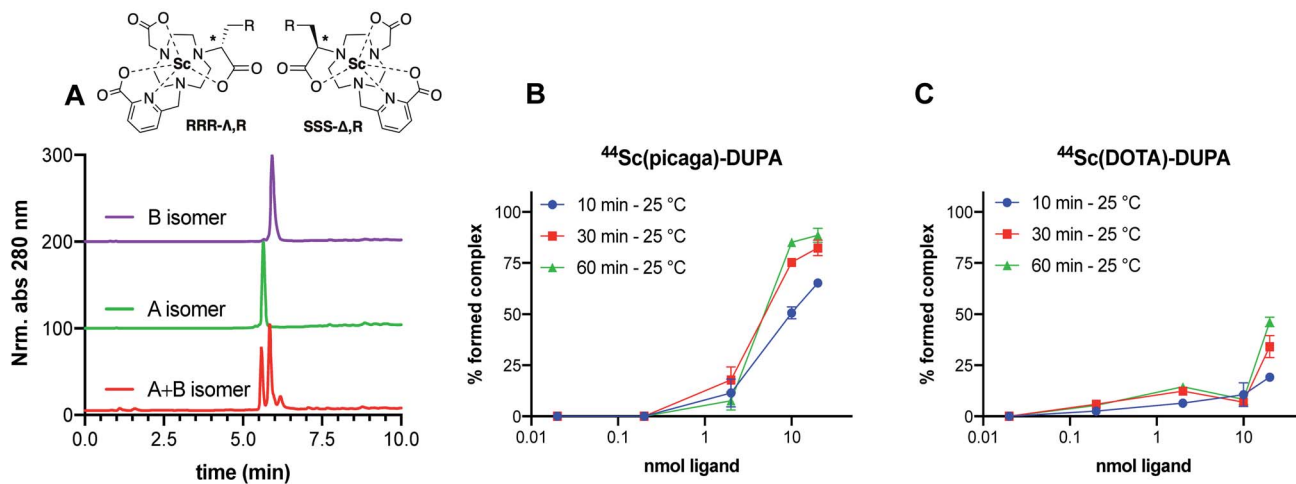 A
O
O
R
*
N
N
Sc
O
O
O
N
N
O
O
RRR-Λ,R
R
*
N
N
O
O
Sc
O
O
O
N
N
O
SSS-Δ,R
300
200
100
0
Nrm. abs 280 nm
B isomer
A isomer
A+B isomer
0.0 2.5 5.0 7.5 10.0
time (min)
B
⁴⁴Sc(picaga)-DUPA
100
75
50
25
0
% formed complex
10 min - 25 °C
30 min - 25 °C
60 min - 25 °C
0.01 0.1 1 10
nmol ligand
C
⁴⁴Sc(DOTA)-DUPA
100
75
50
25
0
% formed complex
10 min - 25 °C
30 min - 25 °C
60 min - 25 °C
0.01 0.1 1 10
nmol ligand